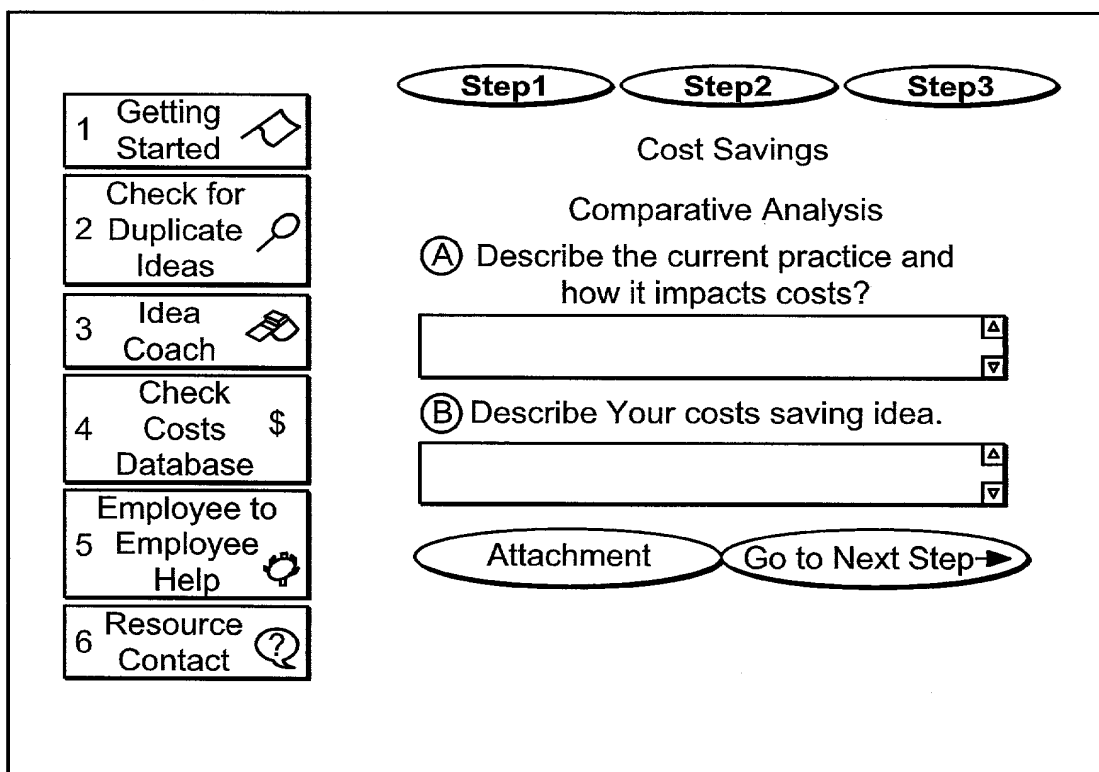 1 Getting
Started
2 Check for
Duplicate
Ideas
3 Idea
Coach
4 Check
Costs
Database
$
5 Employee to
Employee
Help
6 Resource
Contact
?
Step1 Step2 Step3
Cost Savings
Comparative Analysis
A Describe the current practice and
how it impacts costs?
B Describe Your costs saving idea.
Attachment Go to Next Step